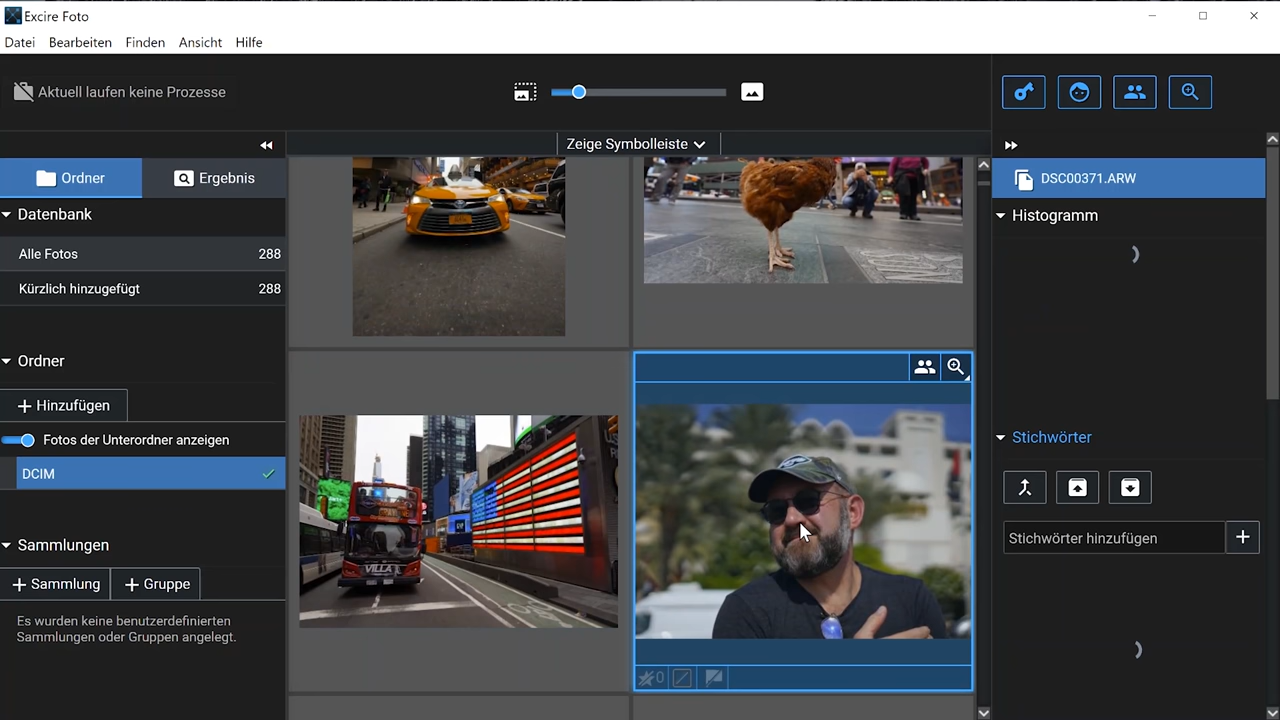 Excire Foto
Datei Bearbeiten Finden Ansicht Hilfe
Aktuell laufen keine Prozesse
Zeige Symbolleiste
Ordner Ergebnis
Datenbank
Alle Fotos 288
Kürzlich hinzugefügt 288
Ordner
Hinzufügen
Fotos der Unterordner anzeigen
DCIM
Sammlungen
Sammlung Gruppe
Es wurden keine benutzerdefinierten
Sammlungen oder Gruppen angelegt.
VILLA
0
DSC00371.ARW
Histogramm
Stichwörter
Stichwörter hinzufügen